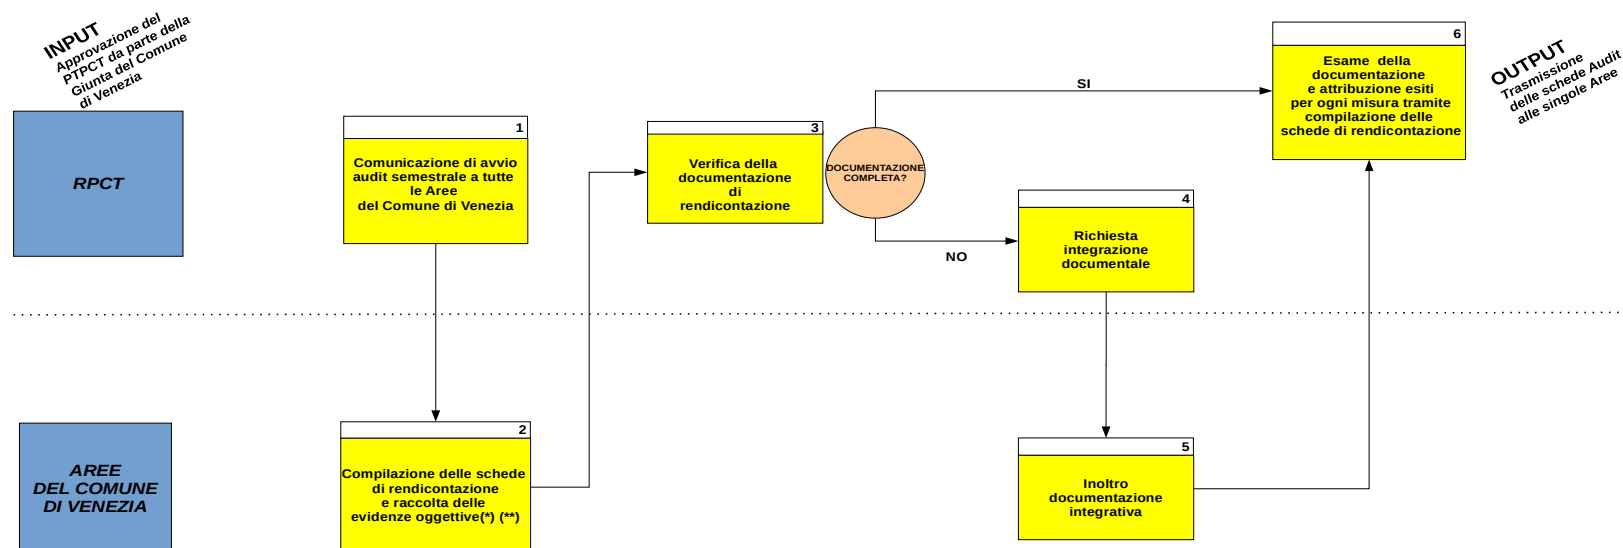 INPUT
Approvazione del
PTPCT da parte della
Giunta del Comune
di Venezia
RPCT
1
Comunicazione di avvio
audit semestrale a tutte
le Aree
del Comune di Venezia
3
Verifica della
documentazione
di
rendicontazione
DOCUMENTAZIONE
COMPLETA?
SI
NO
4
Richiesta
integrazione
documentale
6
Esame della
documentazione
e attribuzione esiti
per ogni misura tramite
compilazione delle
schede di rendicontazione
OUTPUT
Trasmissione
delle schede Audit
alle singole Aree
AREE
DEL COMUNE
DI VENEZIA
2
Compilazione delle schede
di rendicontazione
e raccolta delle
evidenze oggettive(*) (**)
5
Inoltro
documentazione
integrativa